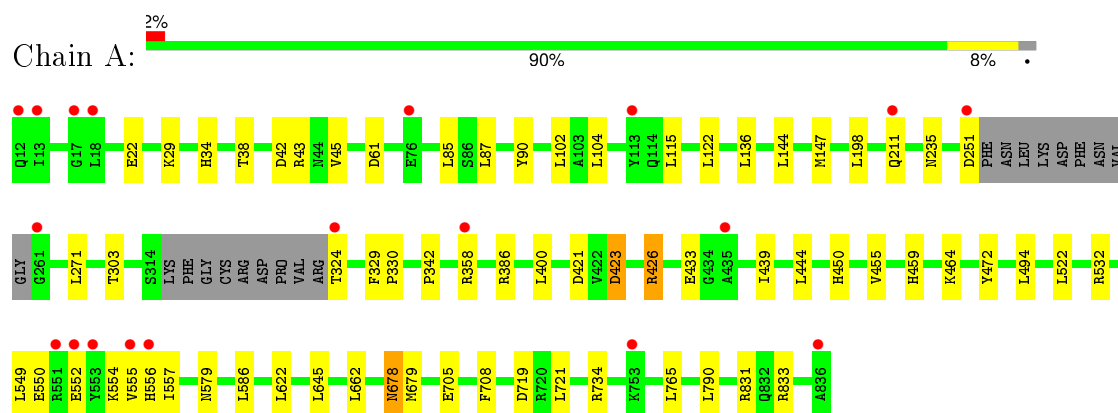 2%
Chain A:
90% 8% •
Q12 I13 G17 L18 E22 K29 H34 T38 D42 R43 N44 V45 D61 E76 L85 S86 L87 Y90 L102 A103 L104 Y113 Q114 L115 L122 L136 L144 M147 L198 Q211 N235 D251 PHE ASN LEU LYS ASP PHE ASN VAL
GLY G261 L271 T303 S314 LYS PHE GLY CYS ARG ASP PRO VAL ARG T324 F329 P330 P342 R358 R386 L400 D421 V422 D423 R426 E433 G434 A435 I439 L444 H450 V455 H459 K464 Y472 L494 L522 R532
L549 E550 R551 E552 Y553 K554 V555 H556 I557 N579 L586 L622 L645 L662 N678 M679 E705 F708 D719 R720 L721 R734 K753 L765 L790 R831 Q832 R833 A836